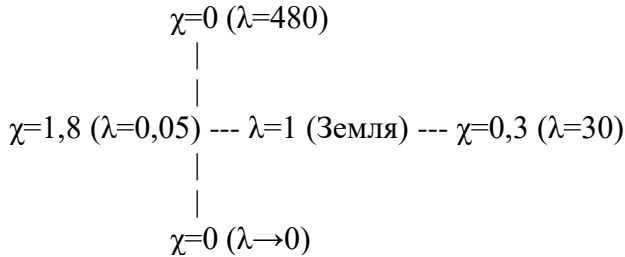 χ=0 (λ=480)
|
|
χ=1,8 (λ=0,05) --- λ=1 (Земля) --- χ=0,3 (λ=30)
|
|
χ=0 (λ→0)